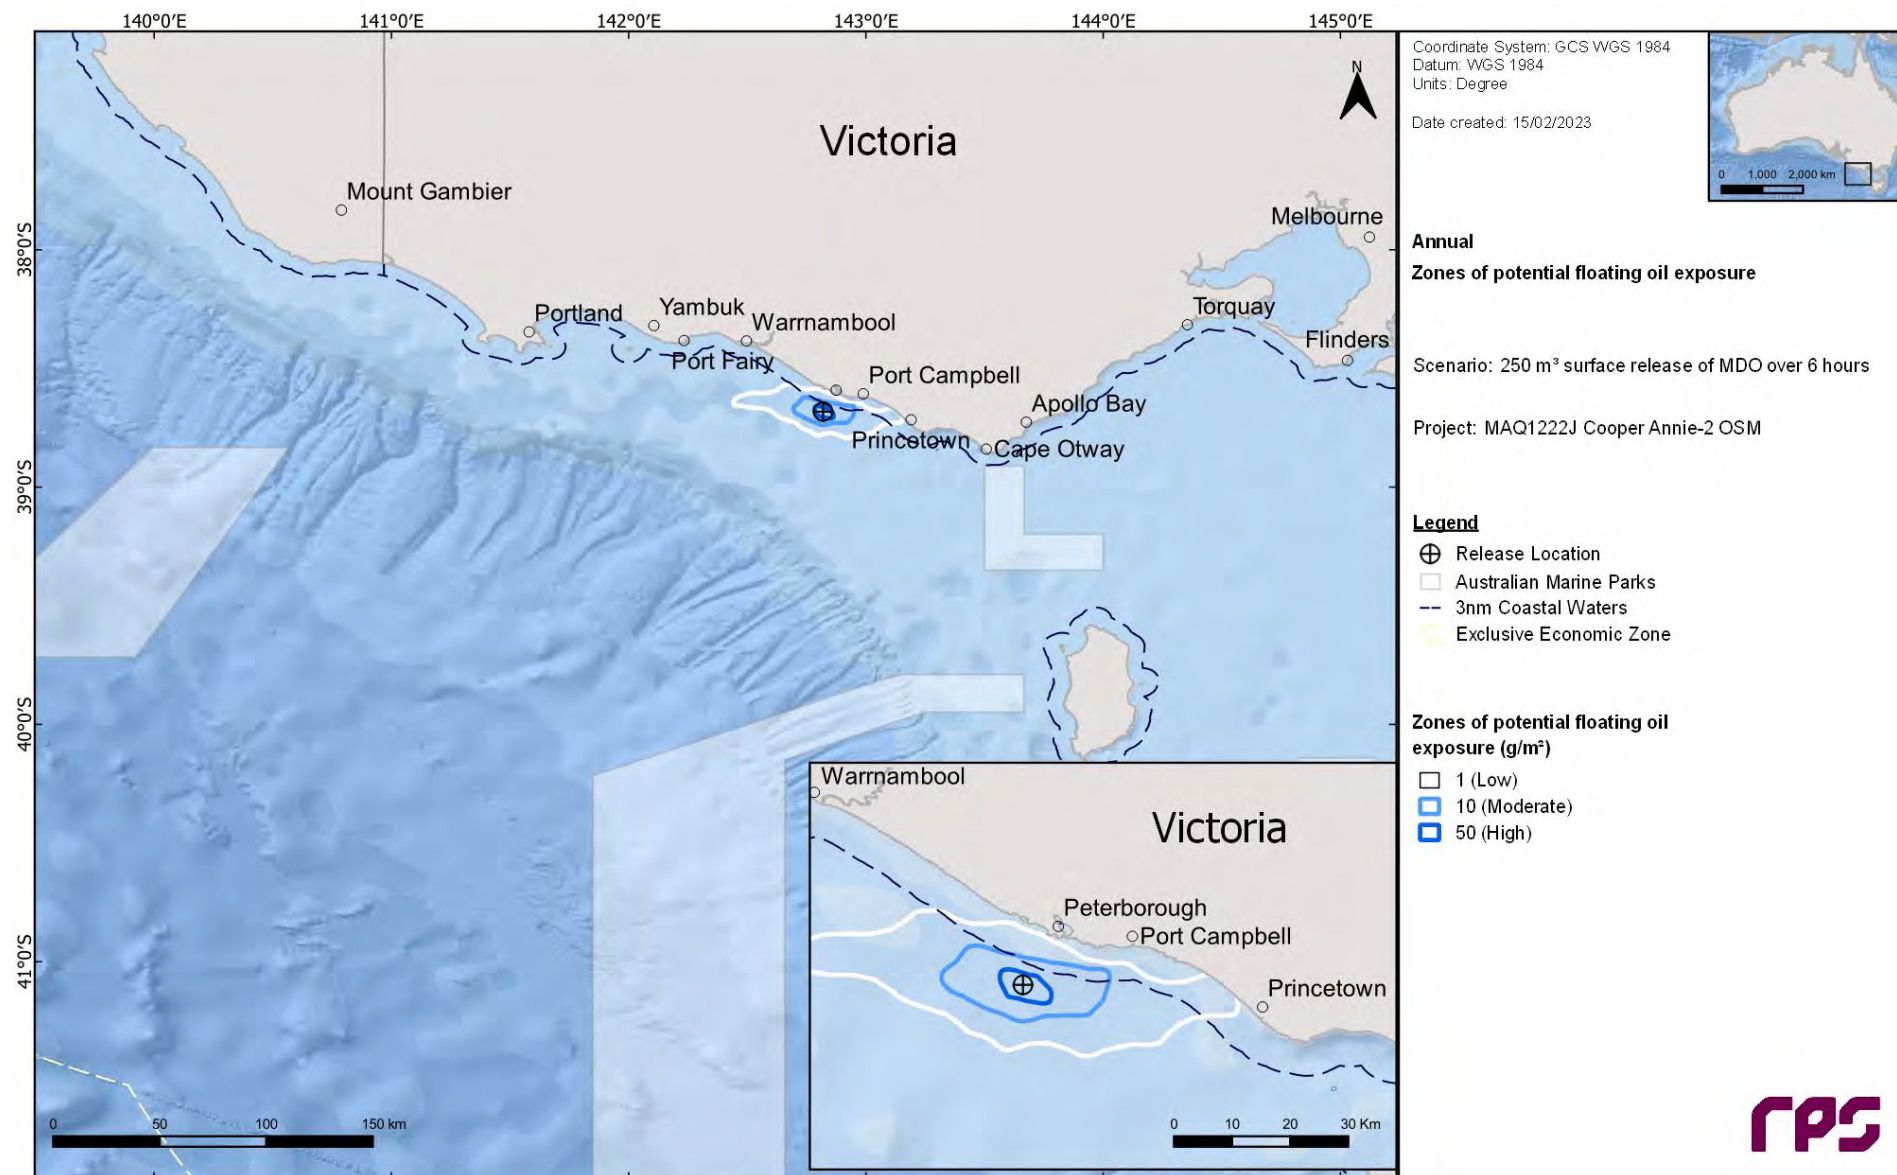 140°0'E 141°0'E 142°0'E 143°0'E 144°0'E 145°0'E
38°0'S
39°0'S
40°0'S
41°0'S
N
Victoria
Mount Gambier
Melbourne
Portland
Yambuk
Warrnambool
Torquay
Flinders
Port Fairy
Port Campbell
Apollo Bay
Princetown
Cape Otway
0 50 100 150 km
Warrnambool
Victoria
Peterborough
Port Campbell
Princetown
0 10 20 30 Km
Coordinate System: GCS WGS 1984
Datum: WGS 1984
Units: Degree
Date created: 15/02/2023
0 1,000 2,000 km
Annual
Zones of potential floating oil exposure
Scenario: 250 m³ surface release of MDO over 6 hours
Project: MAQ1222J Cooper Annie-2 OSM
Legend
Release Location
Australian Marine Parks
3nm Coastal Waters
Exclusive Economic Zone
Zones of potential floating oil
exposure (g/m²)
1 (Low)
10 (Moderate)
50 (High)
rps